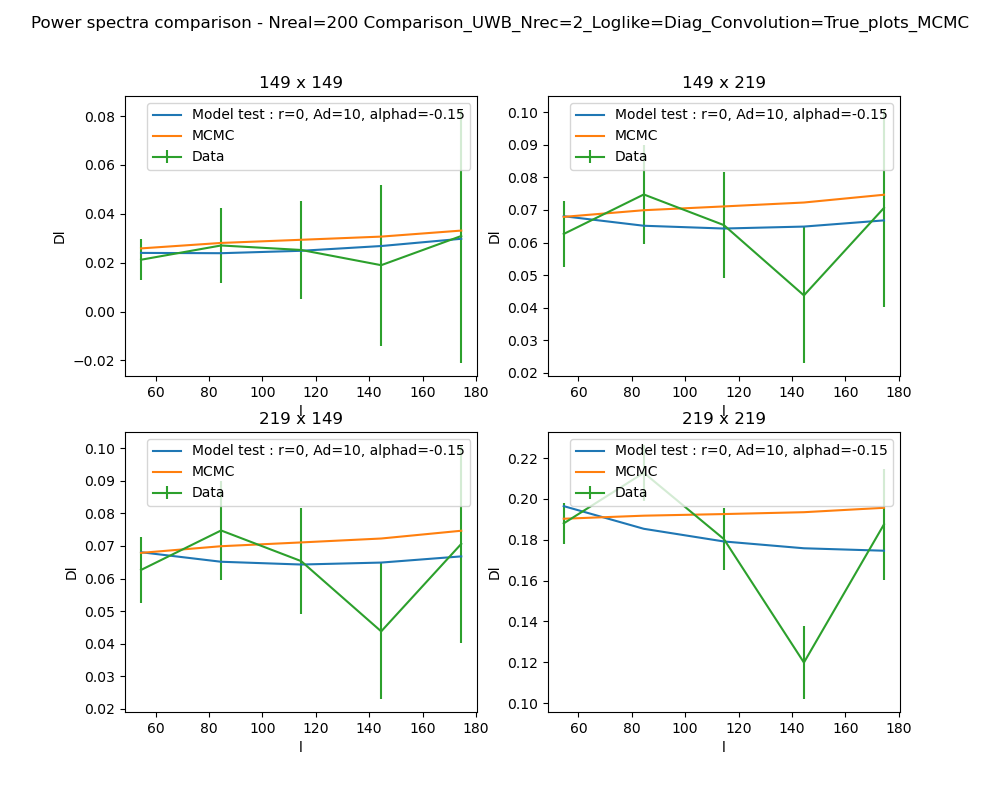 Power spectra comparison - Nreal=200 Comparison_UWB_Nrec=2_Loglike=Diag_Convolution=True_plots_MCMC
149 x 149
Model test : r=0, Ad=10, alphad=-0.15
MCMC
Data
0.08
0.06
0.04
0.02
0.00
−0.02
Dl
60 80 100 120 140 160 180
l
149 x 219
Model test : r=0, Ad=10, alphad=-0.15
MCMC
Data
0.10
0.09
0.08
0.07
0.06
0.05
0.04
0.03
0.02
Dl
60 80 100 120 140 160 180
l
219 x 149
Model test : r=0, Ad=10, alphad=-0.15
MCMC
Data
0.10
0.09
0.08
0.07
0.06
0.05
0.04
0.03
0.02
Dl
60 80 100 120 140 160 180
l
219 x 219
Model test : r=0, Ad=10, alphad=-0.15
MCMC
Data
0.22
0.20
0.18
0.16
0.14
0.12
0.10
Dl
60 80 100 120 140 160 180
l